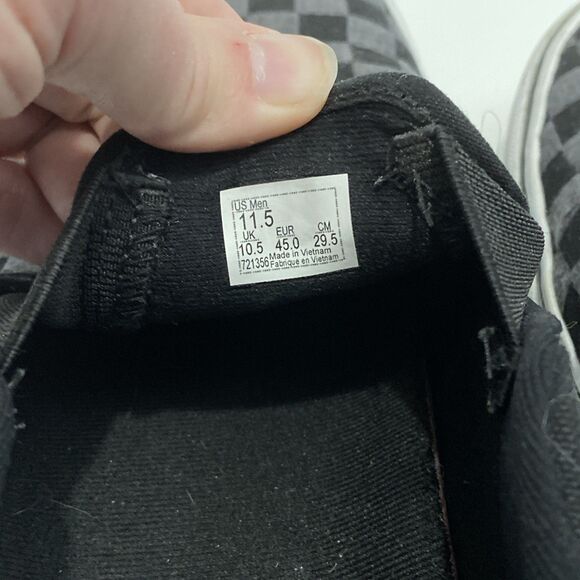 US Men
11.5
UK EUR CM
10.5 45.0 29.5
Made in Vietnam
721356 Fabriqué en Vietnam